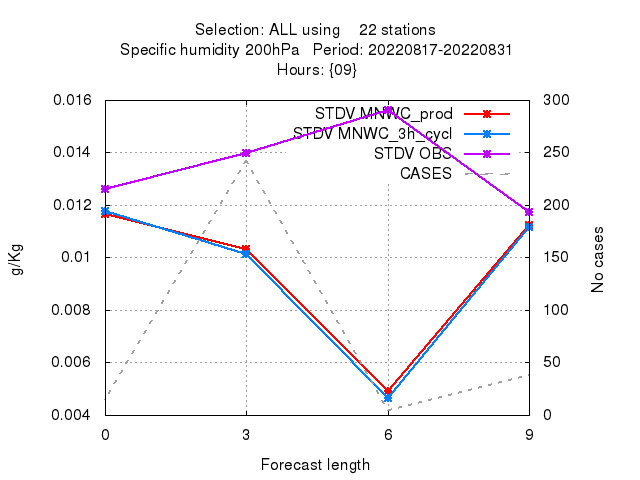 Selection: ALL using 22 stations
Specific humidity 200hPa Period: 20220817-20220831
Hours: {09}
0.016
0.014
0.012
0.01
0.008
0.006
0.004
g/Kg
STDV MNWC_prod
STDV MNWC_3h_cycl
STDV OBS
CASES
300
250
200
150
100
50
0
No cases
0 3 6 9
Forecast length